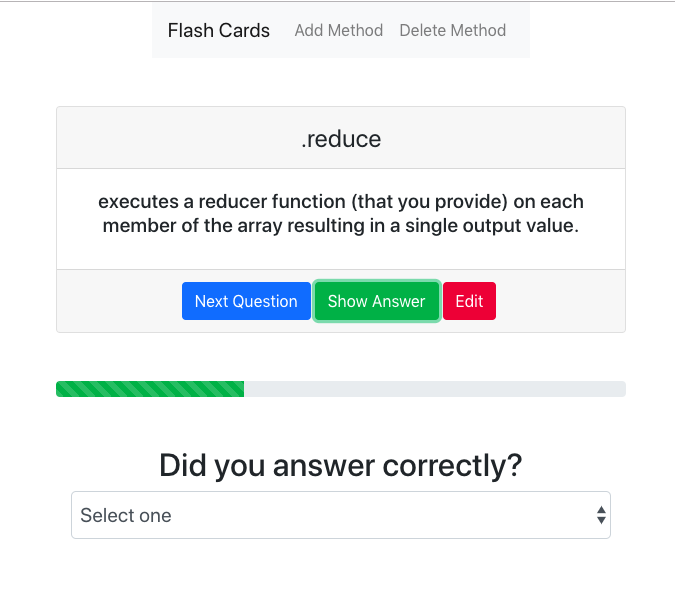 Flash Cards Add Method Delete Method
.reduce
executes a reducer function (that you provide) on each
member of the array resulting in a single output value.
Next Question Show Answer Edit
Did you answer correctly?
Select one